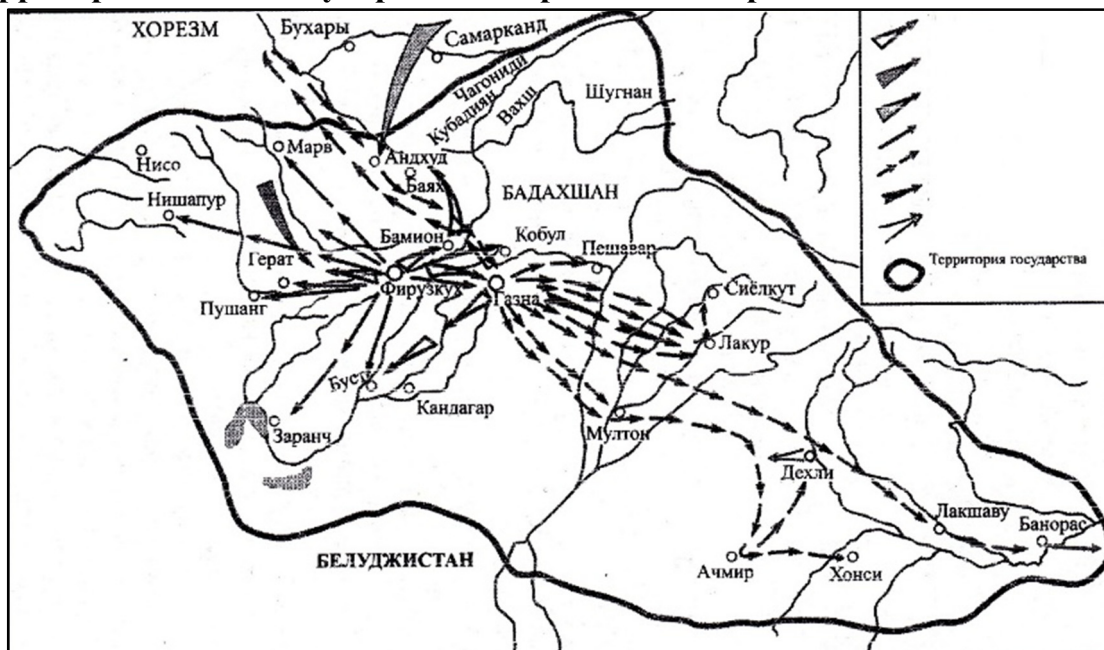 ХОРЕЗМ
Бухары
Самарканд
Чагониди
Кубадиян
Вахш
Шугнан
Марв
Нисо
Андхуд
Баях
БАДАХШАН
Нишапур
Бамион
Кобул
Пешавар
Герат
Фирузкух
Газна
Сиёлкут
Пушанг
Лакур
Буст
Кандагар
Заранч
Мултон
Дехли
Лакшаву
Банорас
БЕЛУДЖИСТАН
Ачмир
Хонси
Территория государства